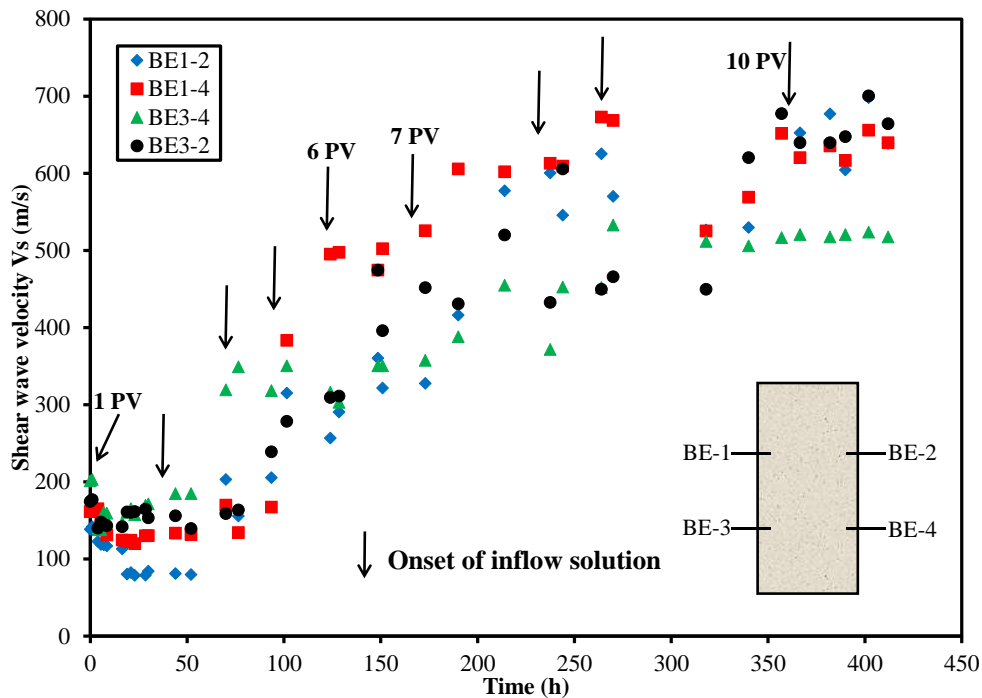 800
700
600
500
400
300
200
100
0
Shear wave velocity Vs (m/s)
BE1-2
BE1-4
BE3-4
BE3-2
1 PV
6 PV
7 PV
10 PV
Onset of inflow solution
BE-1
BE-2
BE-3
BE-4
0 50 100 150 200 250 300 350 400 450
Time (h)